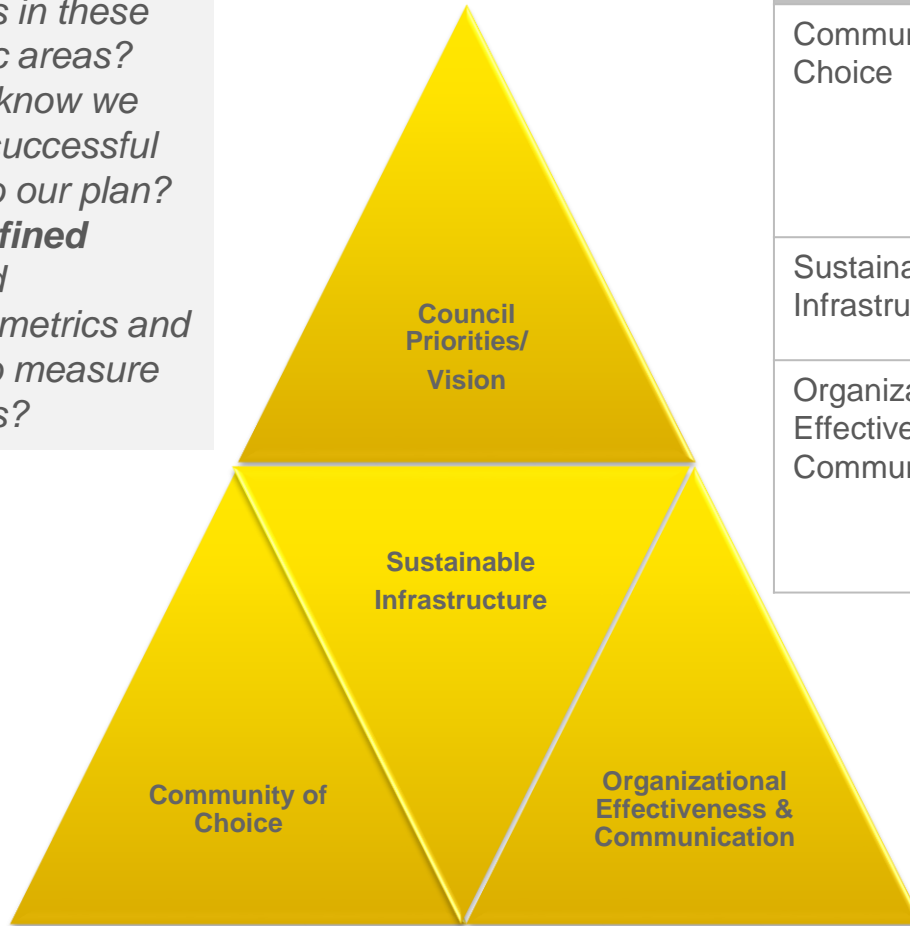 s in these
c areas?
know we
successful
o our plan?
fined
d
metrics and
o measure
s?
Council
Priorities/
Vision
Sustainable
Infrastructure
Community of
Choice
Organizational
Effectiveness &
Communication
Commun
Choice
Sustaina
Infrastru
Organiza
Effective
Commun